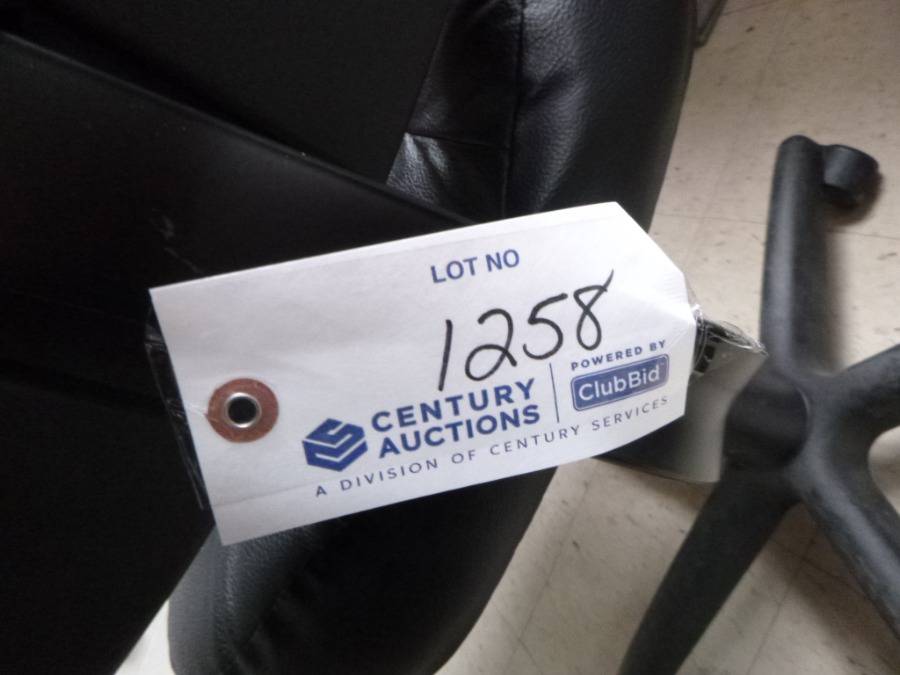 LOT NO
1258
CENTURY AUCTIONS
POWERED BY
ClubBid
A DIVISION OF CENTURY SERVICES